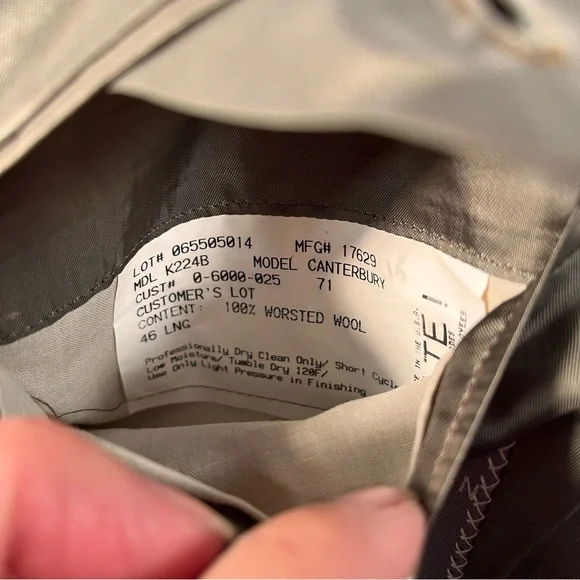 LOT# 065505014 MFG# 17629
MDL K224B MODEL CANTERBURY
CUST# 0-6000-025 71
CUSTOMER'S LOT
CONTENT: 100% WORSTED WOOL
46 LNG
Professionally Dry Clean Only/ Short Cycle
Low Moisture/ Tumble Dry 120F/
Use Only Light Pressure in Finishing
IN THE U.S.A.